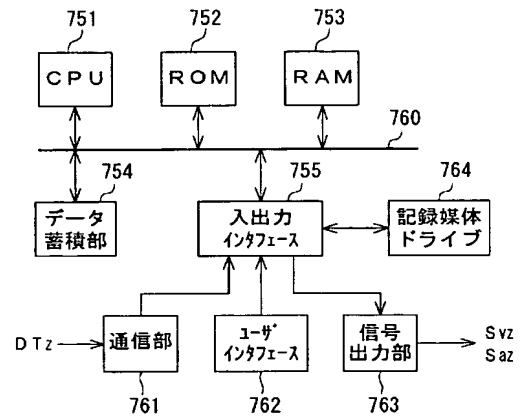 751
752
753
CPU
ROM
RAM
760
754
755
764
データ
蓄積部
入出力
インタフェース
記録媒体
ドライブ
DTz
通信部
ユーザ
インタフェース
信号
出力部
Svz
Saz
761
762
763